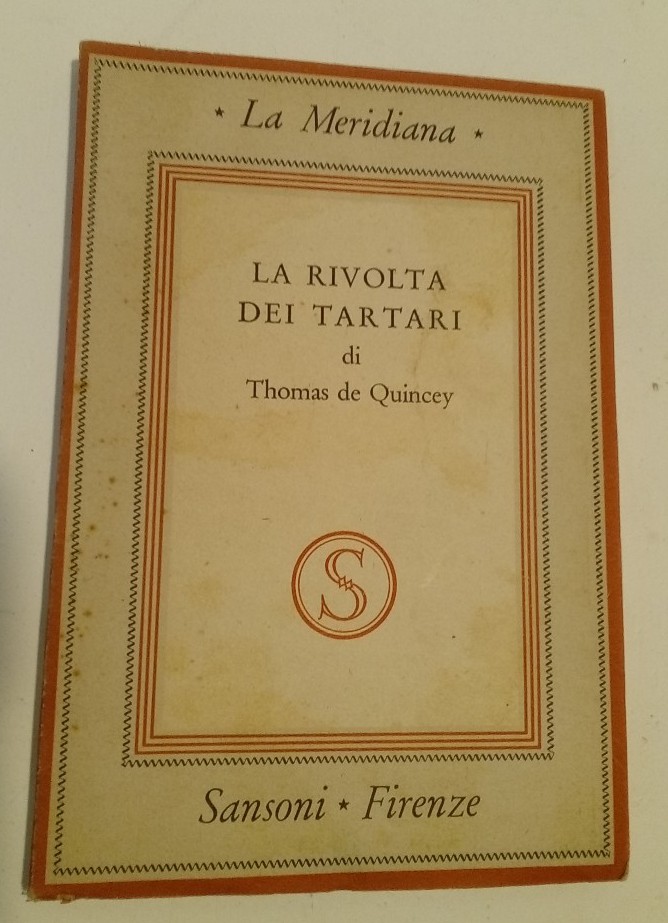 * La Meridiana *
LA RIVOLTA
DEI TARTARI
di
Thomas de Quincey
S
Sansoni * Firenze